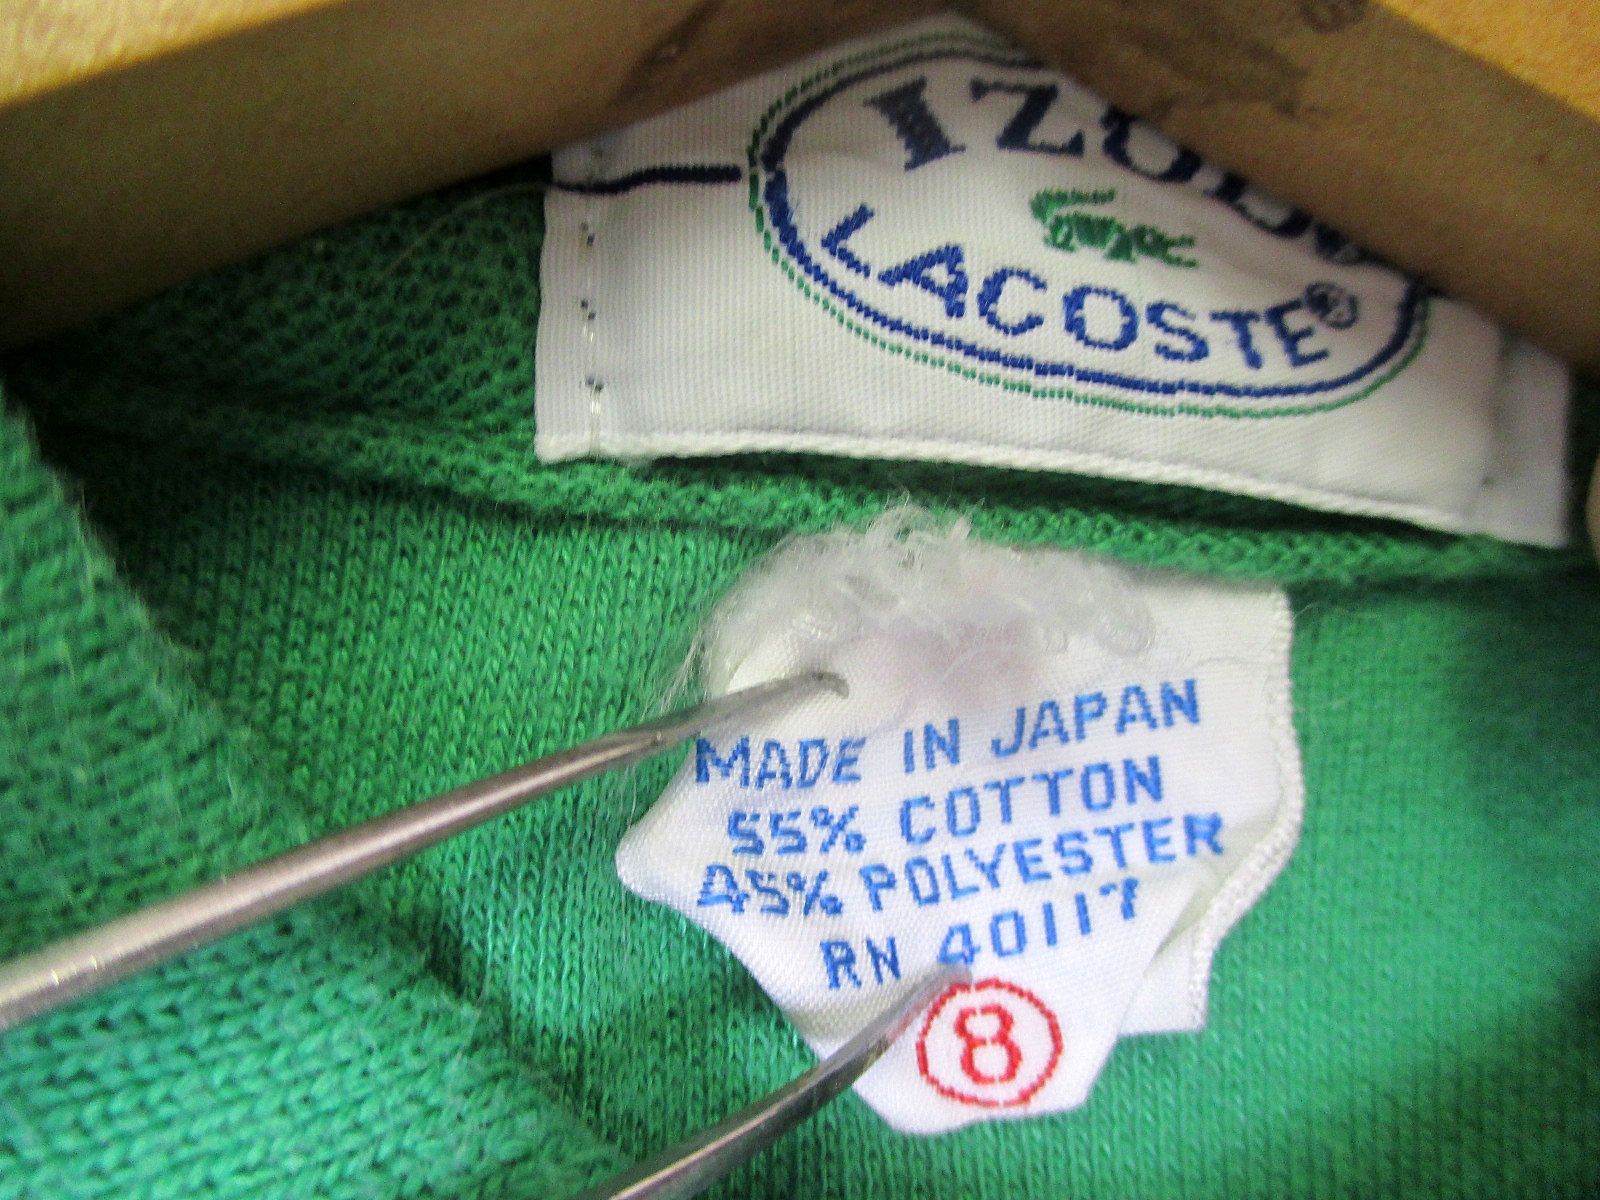 IZOD
LACOSTE®
MADE IN JAPAN
55% COTTON
45% POLYESTER
RN 40117
8